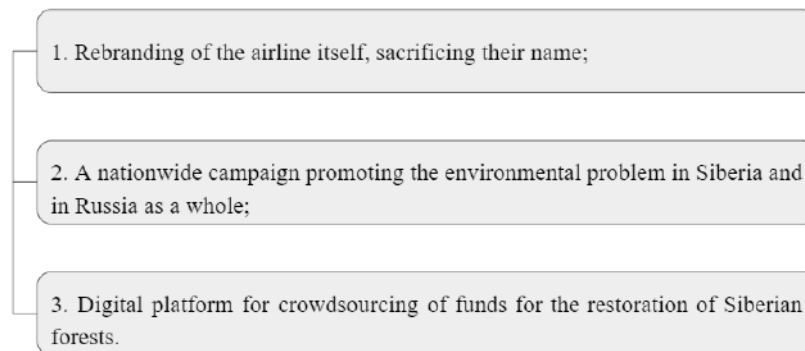 1. Rebranding of the airline itself, sacrificing their name;
2. A nationwide campaign promoting the environmental problem in Siberia and
in Russia as a whole;
3. Digital platform for crowdsourcing of funds for the restoration of Siberian
forests.